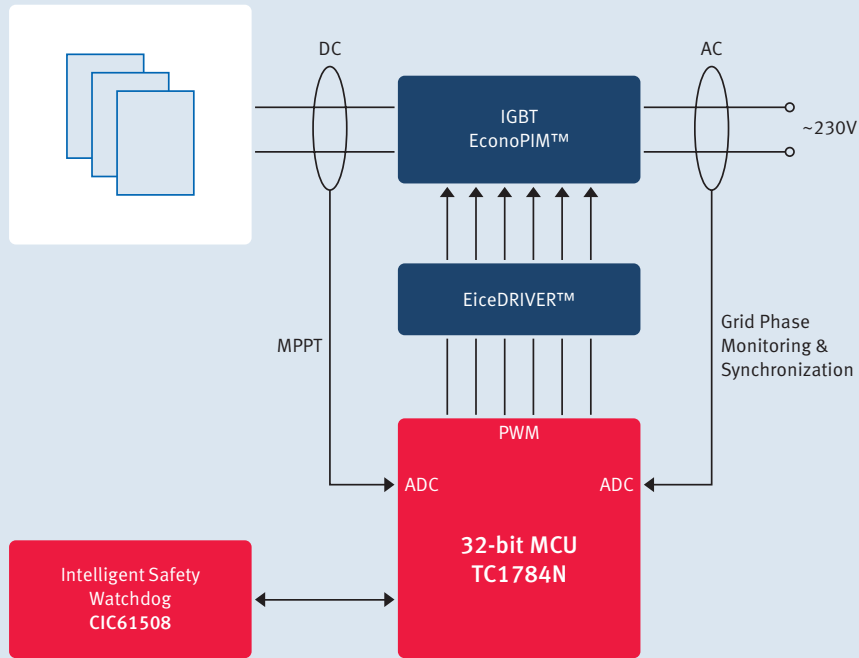 DC
AC
IGBT
EconoPIM™
~230V
EiceDRIVER™
MPPT
Grid Phase
Monitoring &
Synchronization
PWM
ADC
ADC
32-bit MCU
TC1784N
Intelligent Safety
Watchdog
CIC61508